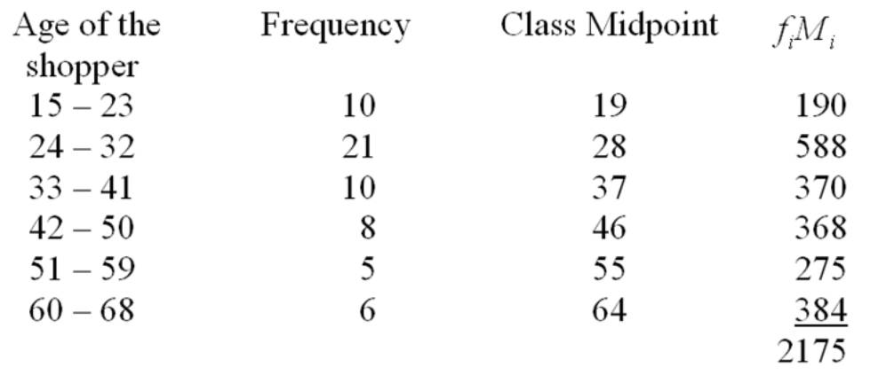 Age of the shopper Frequency Class Midpoint fᵢMᵢ
15 – 23 10 19 190
24 – 32 21 28 588
33 – 41 10 37 370
42 – 50 8 46 368
51 – 59 5 55 275
60 – 68 6 64 384
2175